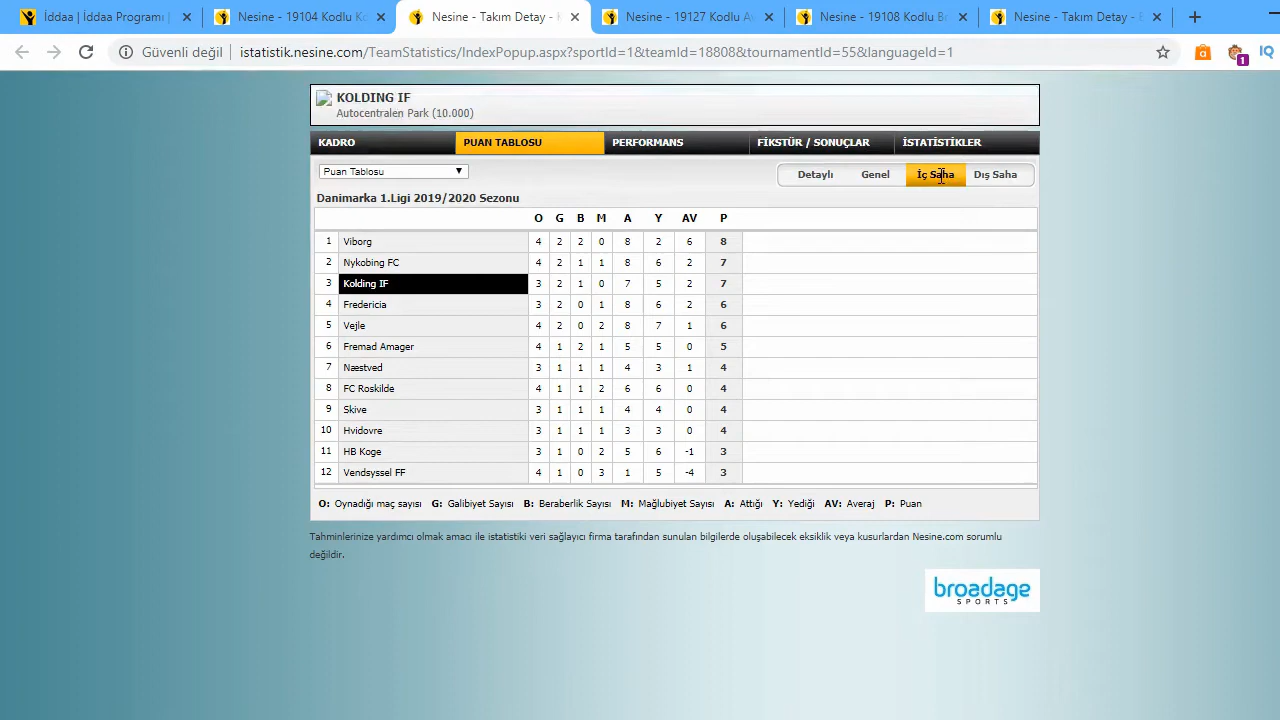 İddaa | İddaa Programı |
Nesine - 19104 Kodlu K
Nesine - Takım Detay -
Nesine - 19127 Kodlu A
Nesine - 19108 Kodlu B
Nesine - Takım Detay -
Güvenli değil | istatistik.nesine.com/TeamStatistics/IndexPopup.aspx?sportId=1&teamId=18808&tournamentId=55&languageId=1
1
IQ
KOLDING IF
Autocentralen Park (10.000)
KADRO PUAN TABLOSU PERFORMANS FİKSTÜR / SONUÇLAR İSTATİSTİKLER
Puan Tablosu Detaylı Genel İç Saha Dış Saha
Danimarka 1.Ligi 2019/2020 Sezonu
O G B M A Y AV P
1 Viborg 4 2 2 0 8 2 6 8
2 Nykobing FC 4 2 1 1 8 6 2 7
3 Kolding IF 3 2 1 0 7 5 2 7
4 Fredericia 3 2 0 1 8 6 2 6
5 Vejle 4 2 0 2 8 7 1 6
6 Fremad Amager 4 1 2 1 5 5 0 5
7 Næstved 3 1 1 1 4 3 1 4
8 FC Roskilde 4 1 1 2 6 6 0 4
9 Skive 3 1 1 1 4 4 0 4
10 Hvidovre 3 1 1 1 3 3 0 4
11 HB Koge 3 1 0 2 5 6 -1 3
12 Vendsyssel FF 4 1 0 3 1 5 -4 3
O: Oynadığı maç sayısı G: Galibiyet Sayısı B: Beraberlik Sayısı M: Mağlubiyet Sayısı A: Attığı Y: Yediği AV: Averaj P: Puan
Tahminlerinize yardımcı olmak amacı ile istatistiki veri sağlayıcı firma tarafından sunulan bilgilerde oluşabilecek eksiklik veya kusurlardan Nesine.com sorumlu
değildir.
broadage
SPORTS